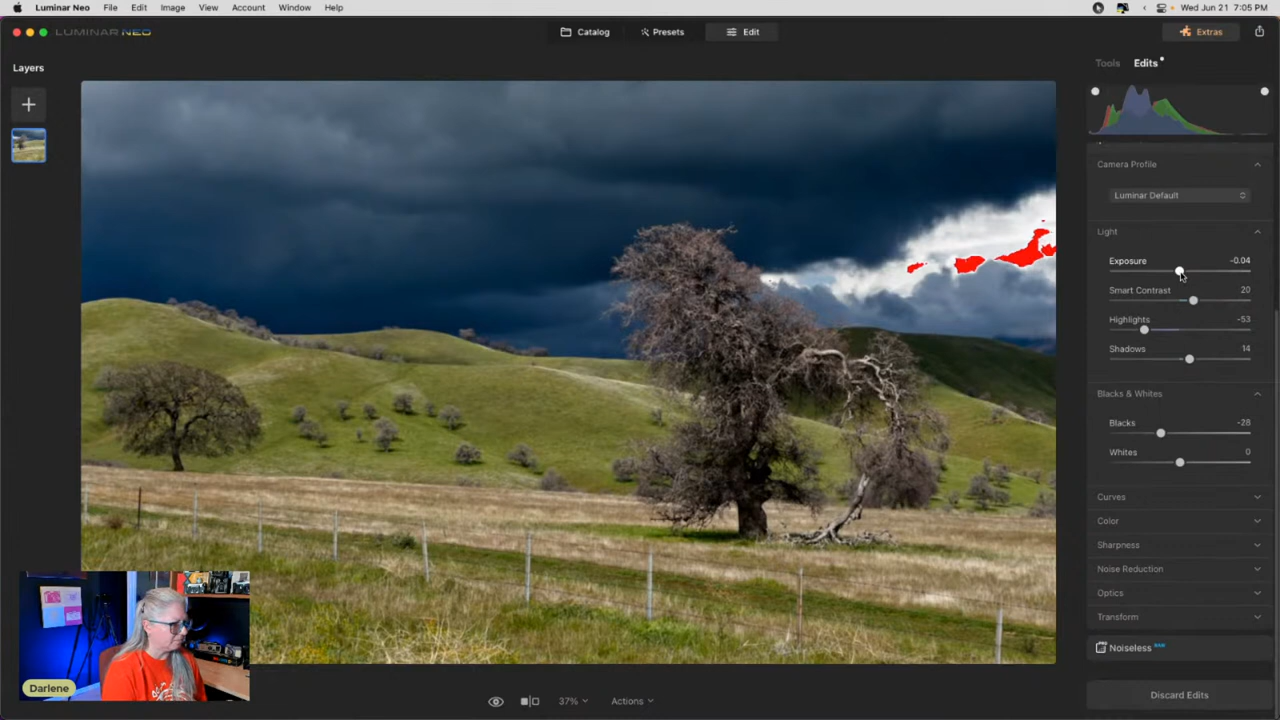 Luminar Neo File Edit Image View Account Window Help Wed Jun 21 7:05 PM
LUMINAR NEO Catalog Presets Edit Extras
Layers
Tools Edits
Camera Profile
Luminar Default
Light
Exposure -0.04
Smart Contrast 20
Highlights -53
Shadows 14
Blacks & Whites
Blacks -28
Whites 0
Curves
Color
Sharpness
Noise Reduction
Optics
Transform
Noiseless RAW
Darlene
37% Actions
Discard Edits